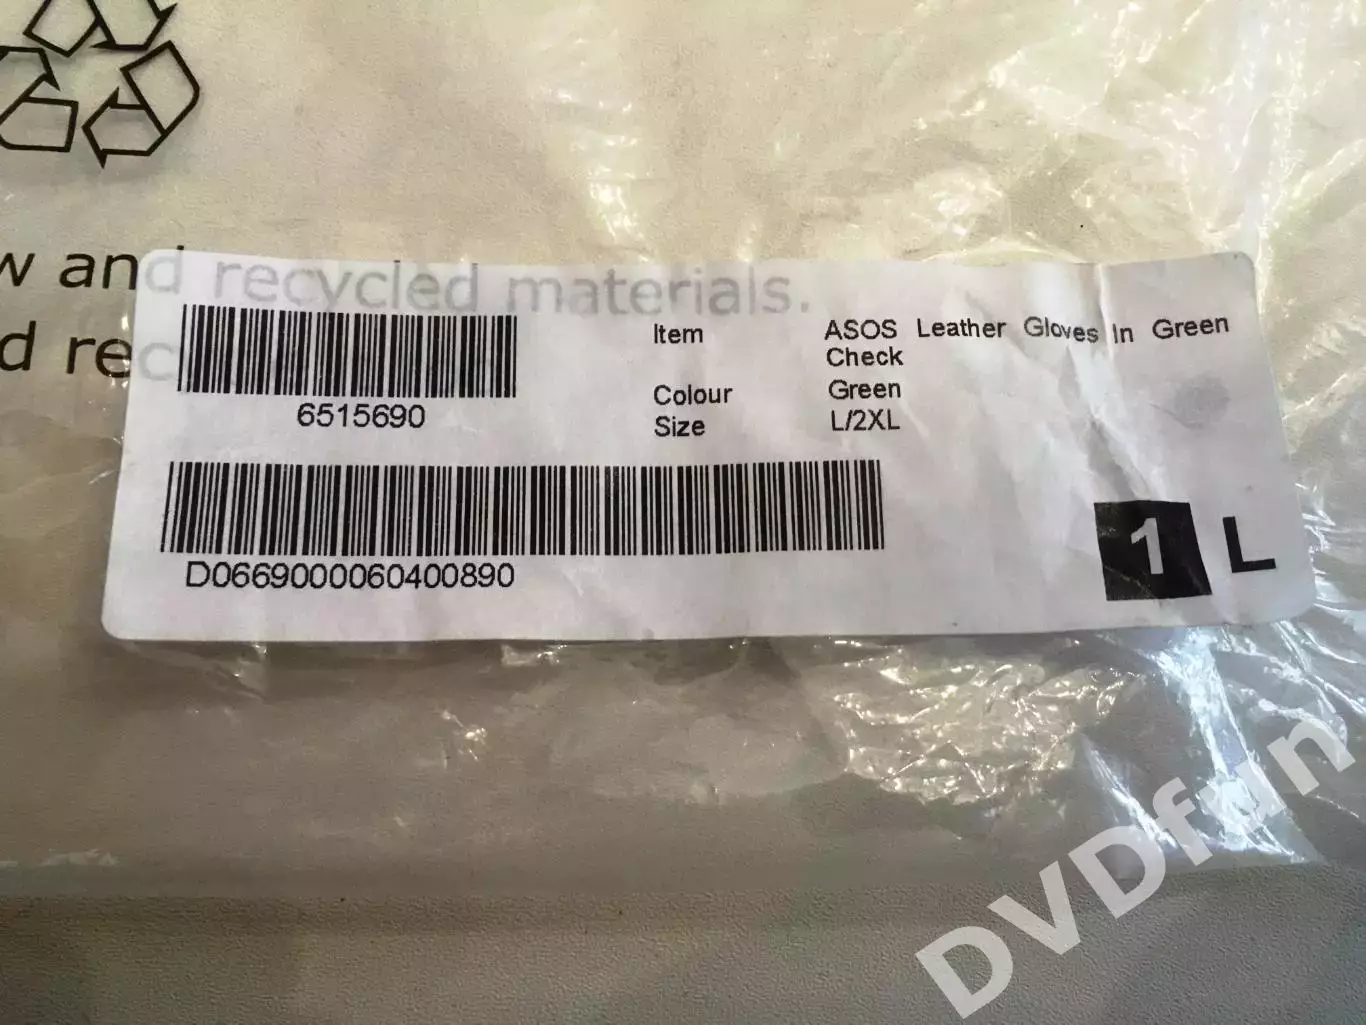 w and recycled materials.
d rec
Item ASOS Leather Gloves In Green
Check
Colour Green
Size L/2XL
6515690
D0669000060400890
1 L
DVDfun